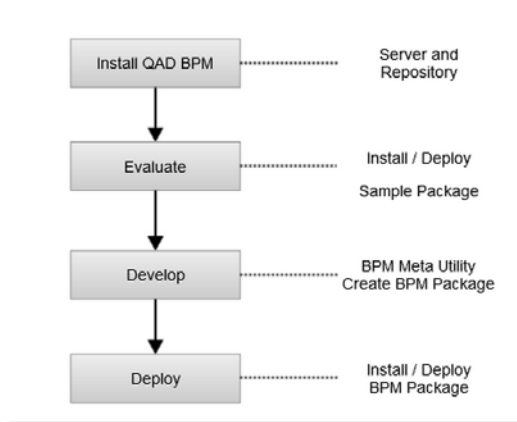 Install QAD BPM
Server and
Repository
Evaluate
Install / Deploy
Sample Package
Develop
BPM Meta Utility
Create BPM Package
Deploy
Install / Deploy
BPM Package